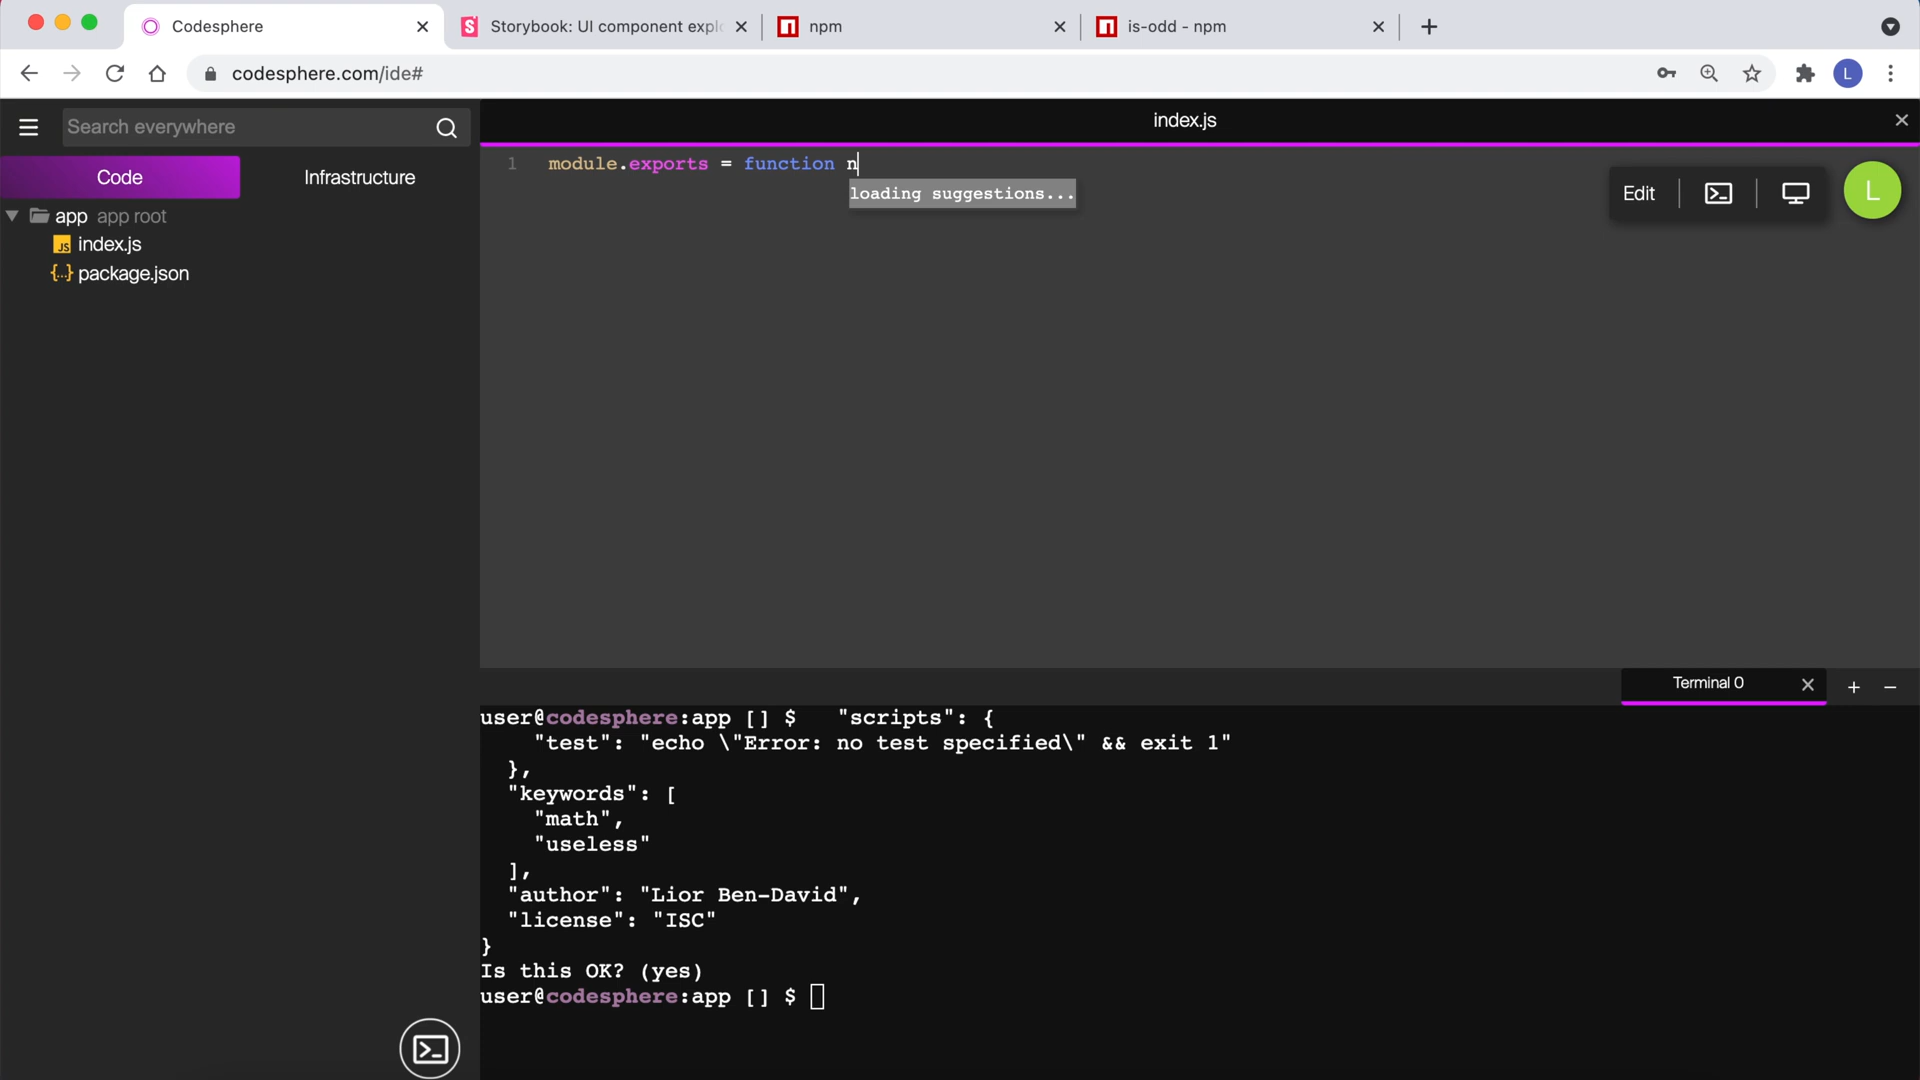 Codesphere
Storybook: UI component expl
npm
is-odd - npm
codesphere.com/ide#
L
Search everywhere
index.js
Code
Infrastructure
1 module.exports = function n
loading suggestions...
Edit
L
app app root
JS index.js
{...} package.json
Terminal 0
user@codesphere:app [] $   "scripts": {
"test": "echo \"Error: no test specified\" && exit 1"
},
"keywords": [
"math",
"useless"
],
"author": "Lior Ben-David",
"license": "ISC"
}
Is this OK? (yes)
user@codesphere:app [] $